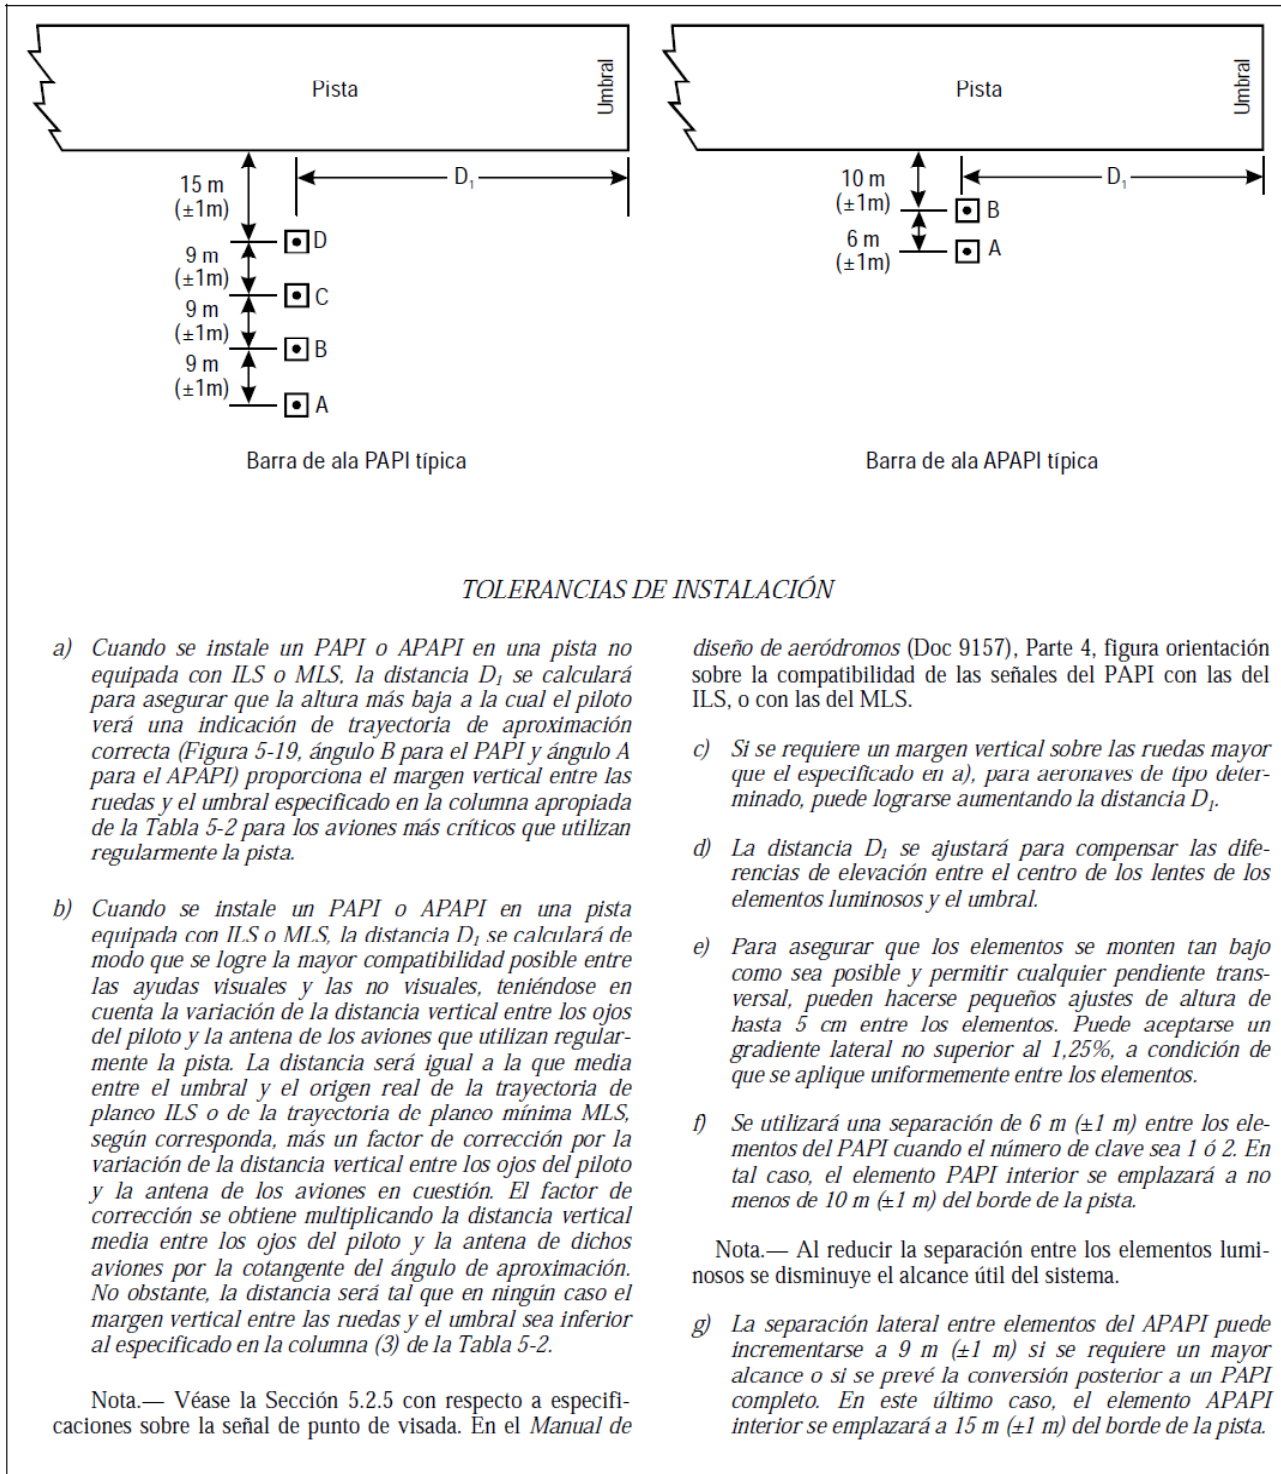 Pista
Umbral
15 m
(±1m)
D₁
D
9 m
(±1m)
C
9 m
(±1m)
B
9 m
(±1m)
A
Barra de ala PAPI típica
Pista
Umbral
10 m
(±1m)
D₁
B
6 m
(±1m)
A
Barra de ala APAPI típica
TOLERANCIAS DE INSTALACIÓN
a) Cuando se instale un PAPI o APAPI en una pista no
equipada con ILS o MLS, la distancia D₁ se calculará
para asegurar que la altura más baja a la cual el piloto
verá una indicación de trayectoria de aproximación
correcta (Figura 5-19, ángulo B para el PAPI y ángulo A
para el APAPI) proporciona el margen vertical entre las
ruedas y el umbral especificado en la columna apropiada
de la Tabla 5-2 para los aviones más críticos que utilizan
regularmente la pista.
b) Cuando se instale un PAPI o APAPI en una pista
equipada con ILS o MLS, la distancia D₁ se calculará de
modo que se logre la mayor compatibilidad posible entre
las ayudas visuales y las no visuales, teniéndose en
cuenta la variación de la distancia vertical entre los ojos
del piloto y la antena de los aviones que utilizan regular-
mente la pista. La distancia será igual a la que media
entre el umbral y el origen real de la trayectoria de
planeo ILS o de la trayectoria de planeo mínima MLS,
según corresponda, más un factor de corrección por la
variación de la distancia vertical entre los ojos del piloto
y la antena de los aviones en cuestión. El factor de
corrección se obtiene multiplicando la distancia vertical
media entre los ojos del piloto y la antena de dichos
aviones por la cotangente del ángulo de aproximación.
No obstante, la distancia será tal que en ningún caso el
margen vertical entre las ruedas y el umbral sea inferior
al especificado en la columna (3) de la Tabla 5-2.
Nota.— Véase la Sección 5.2.5 con respecto a especifi-
caciones sobre la señal de punto de visada. En el Manual de
diseño de aeródromos (Doc 9157), Parte 4, figura orientación
sobre la compatibilidad de las señales del PAPI con las del
ILS, o con las del MLS.
c) Si se requiere un margen vertical sobre las ruedas mayor
que el especificado en a), para aeronaves de tipo deter-
minado, puede lograrse aumentando la distancia D₁.
d) La distancia D₁ se ajustará para compensar las dife-
rencias de elevación entre el centro de los lentes de los
elementos luminosos y el umbral.
e) Para asegurar que los elementos se monten tan bajo
como sea posible y permitir cualquier pendiente trans-
versal, pueden hacerse pequeños ajustes de altura de
hasta 5 cm entre los elementos. Puede aceptarse un
gradiente lateral no superior al 1,25%, a condición de
que se aplique uniformemente entre los elementos.
f) Se utilizará una separación de 6 m (±1 m) entre los ele-
mentos del PAPI cuando el número de clave sea 1 ó 2. En
tal caso, el elemento PAPI interior se emplazará a no
menos de 10 m (±1 m) del borde de la pista.
Nota.— Al reducir la separación entre los elementos lumi-
nosos se disminuye el alcance útil del sistema.
g) La separación lateral entre elementos del APAPI puede
incrementarse a 9 m (±1 m) si se requiere un mayor
alcance o si se prevé la conversión posterior a un PAPI
completo. En este último caso, el elemento APAPI
interior se emplazará a 15 m (±1 m) del borde de la pista.